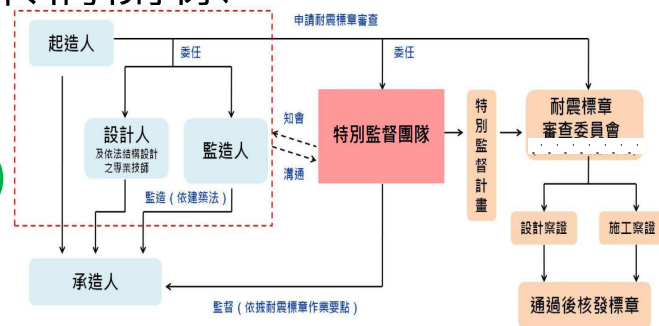 申請耐震標章審查
起造人
委任
委任
設計人
及依法結構設計
之專業技師
監造人
知會
溝通
特別監督團隊
特別監督計畫
耐震標章
審查委員會
監造（依建築法）
設計察證
施工察證
承造人
監督（依據耐震標章作業要點）
通過後核發標章